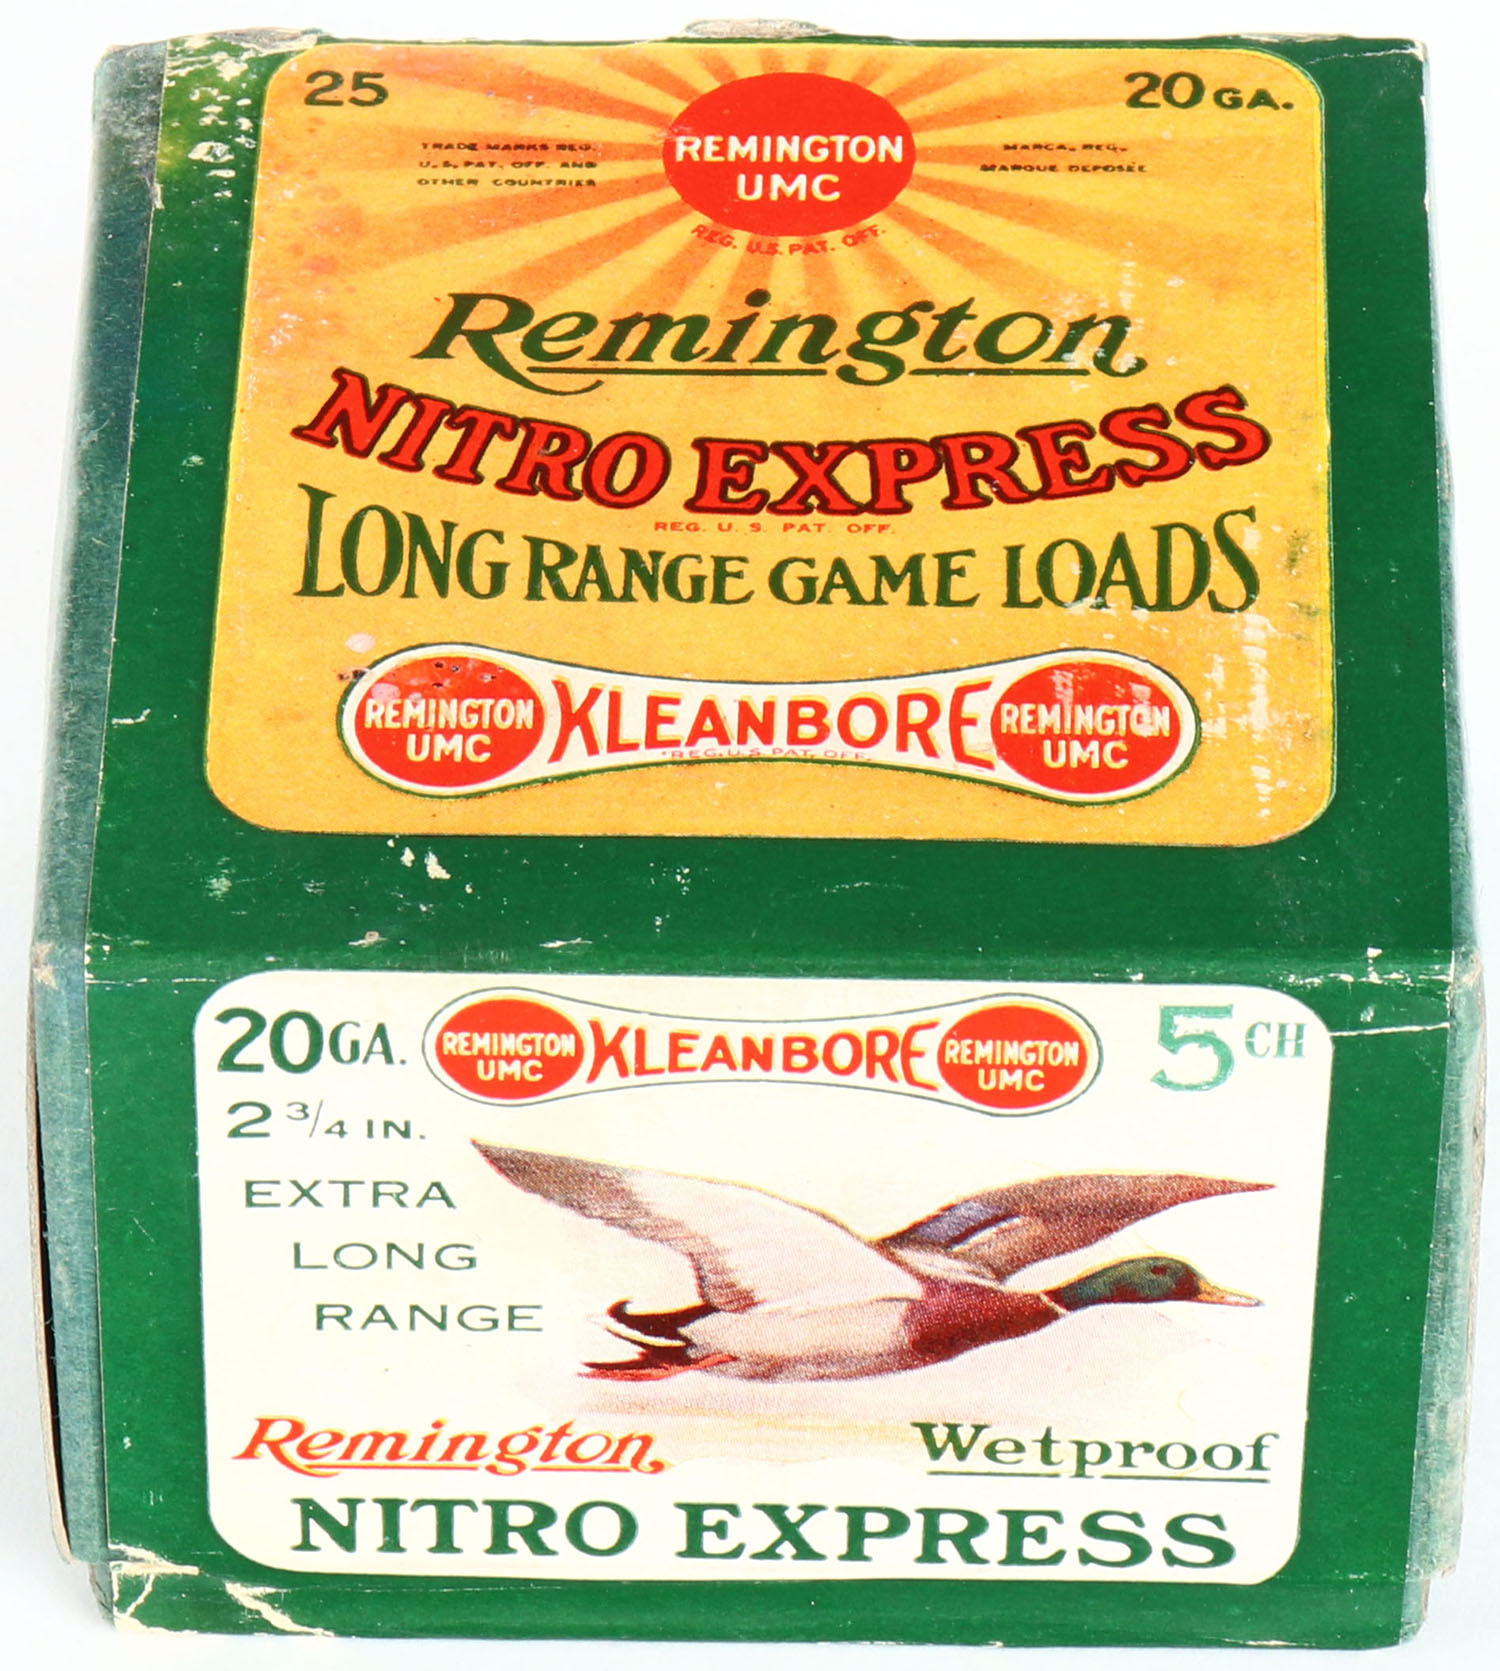 25
20 GA.
TRADE MARKS REG.
U.S. PAT. OFF. AND
OTHER COUNTRIES
REMINGTON
UMC
REG. U.S. PAT. OFF.
MARCA. REG.
MARQUE DEPOSÉE
Remington
NITRO EXPRESS
REG. U. S. PAT. OFF.
LONG RANGE GAME LOADS
REMINGTON
UMC
KLEANBORE
REG. U.S. PAT. OFF.
REMINGTON
UMC
20 GA.
REMINGTON
UMC
KLEANBORE
REMINGTON
UMC
5 CH
2 3/4 IN.
EXTRA
LONG
RANGE
Remington
Wetproof
NITRO EXPRESS